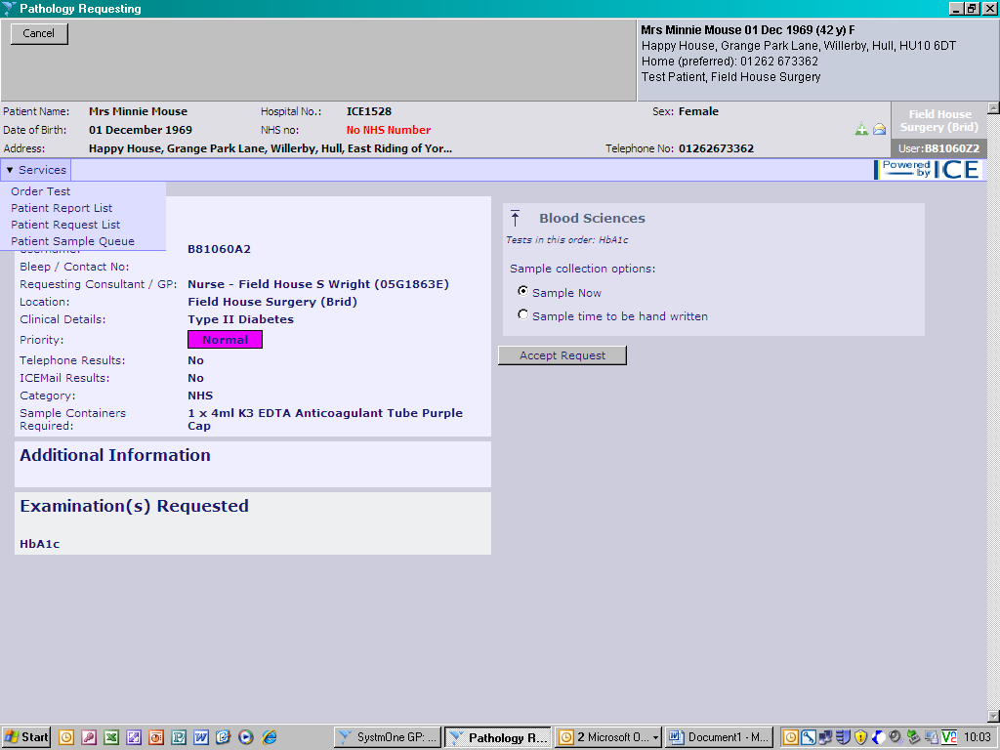 Pathology Requesting
Cancel
Mrs Minnie Mouse 01 Dec 1969 (42 y) F
Happy House, Grange Park Lane, Willerby, Hull, HU10 6DT
Home (preferred): 01262 673362
Test Patient, Field House Surgery
Patient Name: Mrs Minnie Mouse Hospital No.: ICE1528 Sex: Female
Date of Birth: 01 December 1969 NHS no: No NHS Number
Address: Happy House, Grange Park Lane, Willerby, Hull, East Riding of Yor... Telephone No: 01262673362
Field House
Surgery (Brid)
User:B81060Z2
▼ Services
Powered
by ICE
Order Test
Patient Report List
Patient Request List
Patient Sample Queue
B81060A2
Bleep / Contact No:
Requesting Consultant / GP: Nurse - Field House S Wright (05G1863E)
Location: Field House Surgery (Brid)
Clinical Details: Type II Diabetes
Priority: Normal
Telephone Results: No
ICEMail Results: No
Category: NHS
Sample Containers Required: 1 x 4ml K3 EDTA Anticoagulant Tube Purple
Cap
Additional Information
Examination(s) Requested
HbA1c
Blood Sciences
Tests in this order: HbA1c
Sample collection options:
Sample Now
Sample time to be hand written
Accept Request
Start
SystmOne GP: ...
Pathology R...
2 Microsoft O...
Document1 - M...
10:03